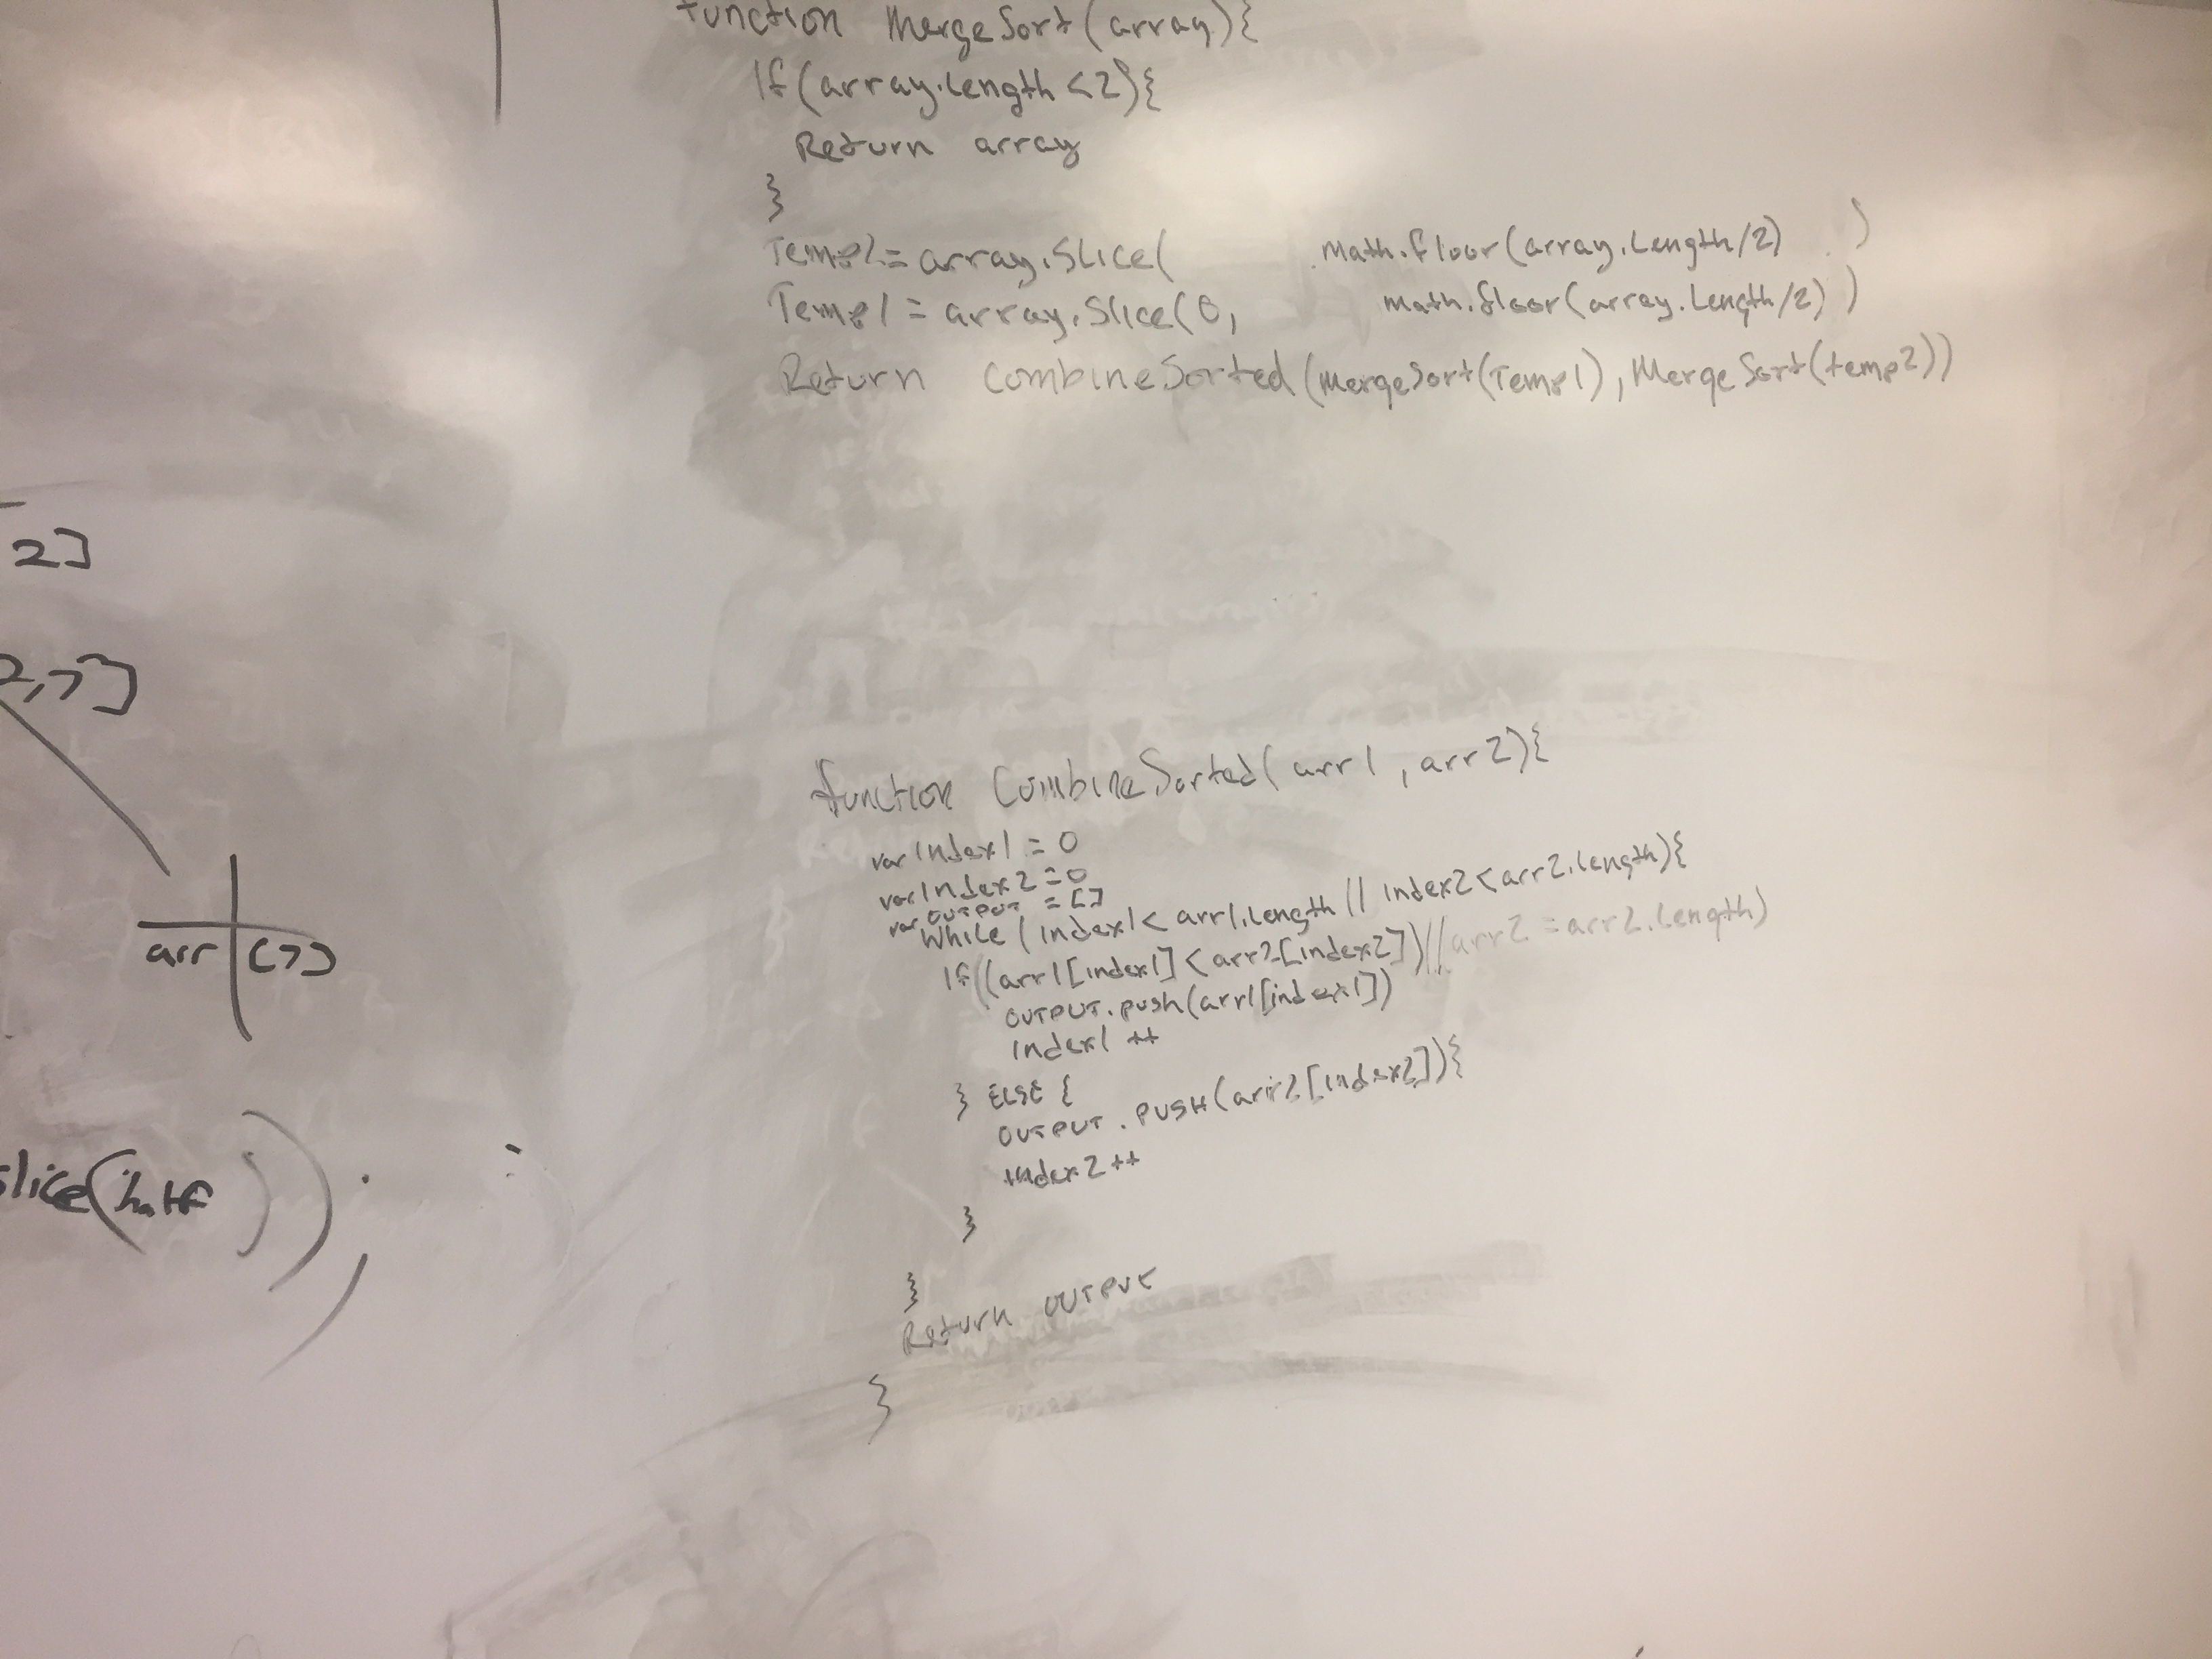 function MergeSort(array){
If(array.Length <2){
Return array
}
Temp2= array.Slice( math.floor(array.Length/2) )
Temp1 = array.Slice(0, math.floor(array.Length/2))
Return CombineSorted(MergeSort(Temp1), MergeSort(temp2))
2]
2,7]
arr (7)
slice(half));
function CombineSorted(arr1, arr2){
var Index1 = 0
var Index2 = 0
var OUTPUT = []
While (index1< arr1.Length || index2< arr2.Length){
If((arr1[index1] < arr2[index2]) || arr2 = arr2.Length)
OUTPUT.push(arr1[index1])
index1 ++
} ELSE {
OUTPUT.PUSH(arr2[index2]){
Index2++
}
}
Return OUTPUT
}